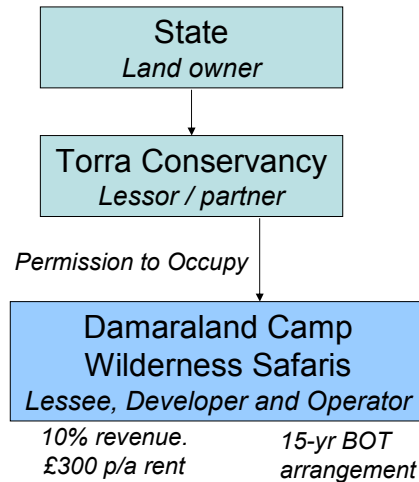 State
Land owner
Torra Conservancy
Lessor / partner
Permission to Occupy
Damaraland Camp
Wilderness Safaris
Lessee, Developer and Operator
10% revenue.
£300 p/a rent
15-yr BOT
arrangement